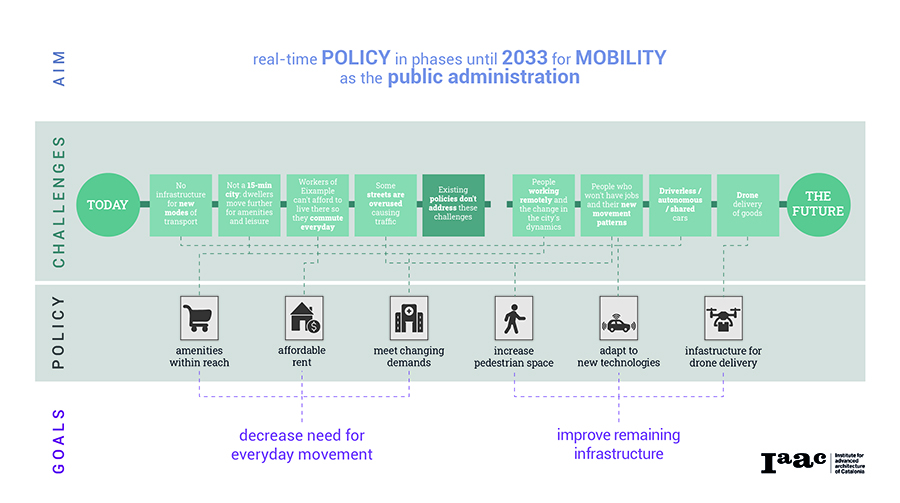 AIM
real-time POLICY in phases until 2033 for MOBILITY
as the public administration
CHALLENGES
TODAY
No
infrastructure
for new
modes of
transport
Not a 15-min
city: dwellers
move further
for amenities
and leisure
Workers of
Eixample
can't afford to
live there so
they commute
everyday
Some
streets are
overused
causing
traffic
Existing
policies don't
address these
challenges
People
working
remotely and
the change in
the city's
dynamics
People who
won't have jobs
and their new
movement
patterns
Driverless /
autonomous
/ shared
cars
Drone
delivery
of goods
THE
FUTURE
POLICY
amenities
within reach
affordable
rent
meet changing
demands
increase
pedestrian space
adapt to
new technologies
infastructure for
drone delivery
GOALS
decrease need for
everyday movement
improve remaining
infrastructure
Iaac
Institute for
advanced
architecture
of Catalonia